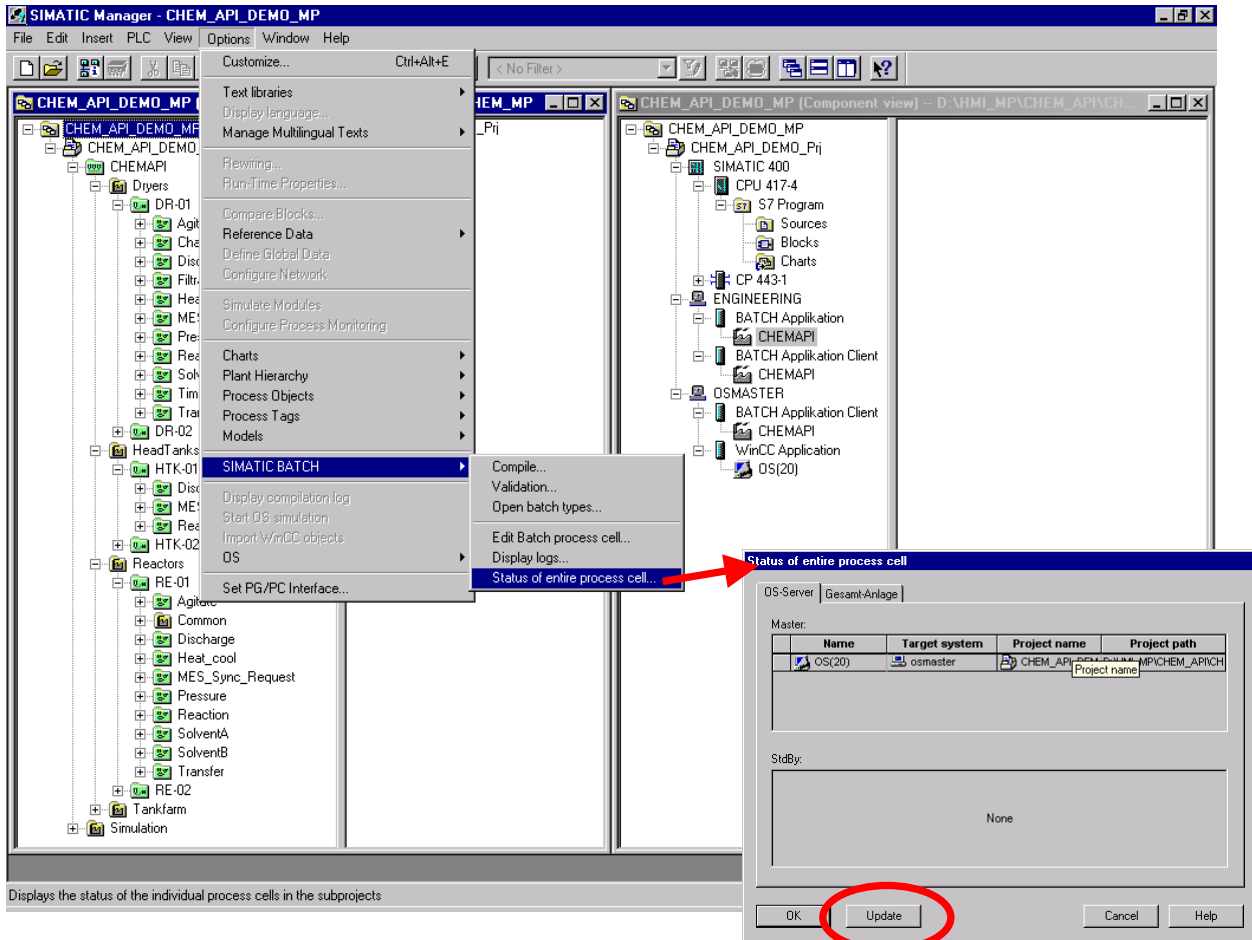 SIMATIC Manager - CHEM_API_DEMO_MP
File Edit Insert PLC View Options Window Help
< No Filter >
CHEM_API_DEMO_MP
HEM_MP
CHEM_API_DEMO_MP
CHEM_API_DEMO_
_Prj
CHEMAPI
Dryers
DR-01
Agit
Cha
Disc
Filtr
Hea
MES
Pre
Rea
Solv
Tim
Tra
DR-02
HeadTanks
HTK-01
Disc
MES
Rea
HTK-02
Reactors
RE-01
Agitate
Common
Discharge
Heat_cool
MES_Sync_Request
Pressure
Reaction
SolventA
SolventB
Transfer
RE-02
Tankfarm
Simulation
Customize... Ctrl+Alt+E
Text libraries
Display language...
Manage Multilingual Texts
Rewiring...
Run-Time Properties...
Compare Blocks...
Reference Data
Define Global Data
Configure Network
Simulate Modules
Configure Process Monitoring
Charts
Plant Hierarchy
Process Objects
Process Tags
Models
SIMATIC BATCH
Display compilation log
Start OS simulation
Import WinCC objects
OS
Set PG/PC Interface...
Compile...
Validation...
Open batch types...
Edit Batch process cell...
Display logs...
Status of entire process cell...
CHEM_API_DEMO_MP (Component view) -- D:\HMI_MP\CHEM_API\CH...
CHEM_API_DEMO_MP
CHEM_API_DEMO_Prj
SIMATIC 400
CPU 417-4
S7 Program
Sources
Blocks
Charts
CP 443-1
ENGINEERING
BATCH Applikation
CHEMAPI
BATCH Applikation Client
CHEMAPI
OSMASTER
BATCH Applikation Client
CHEMAPI
WinCC Application
OS(20)
Status of entire process cell
OS-Server Gesamt-Anlage
Master:
Name Target system Project name Project path
OS(20) osmaster CHEM_API_DEM D:\HMI_MP\CHEM_API\CH
Project name
StdBy:
None
OK Update Cancel Help
Displays the status of the individual process cells in the subprojects